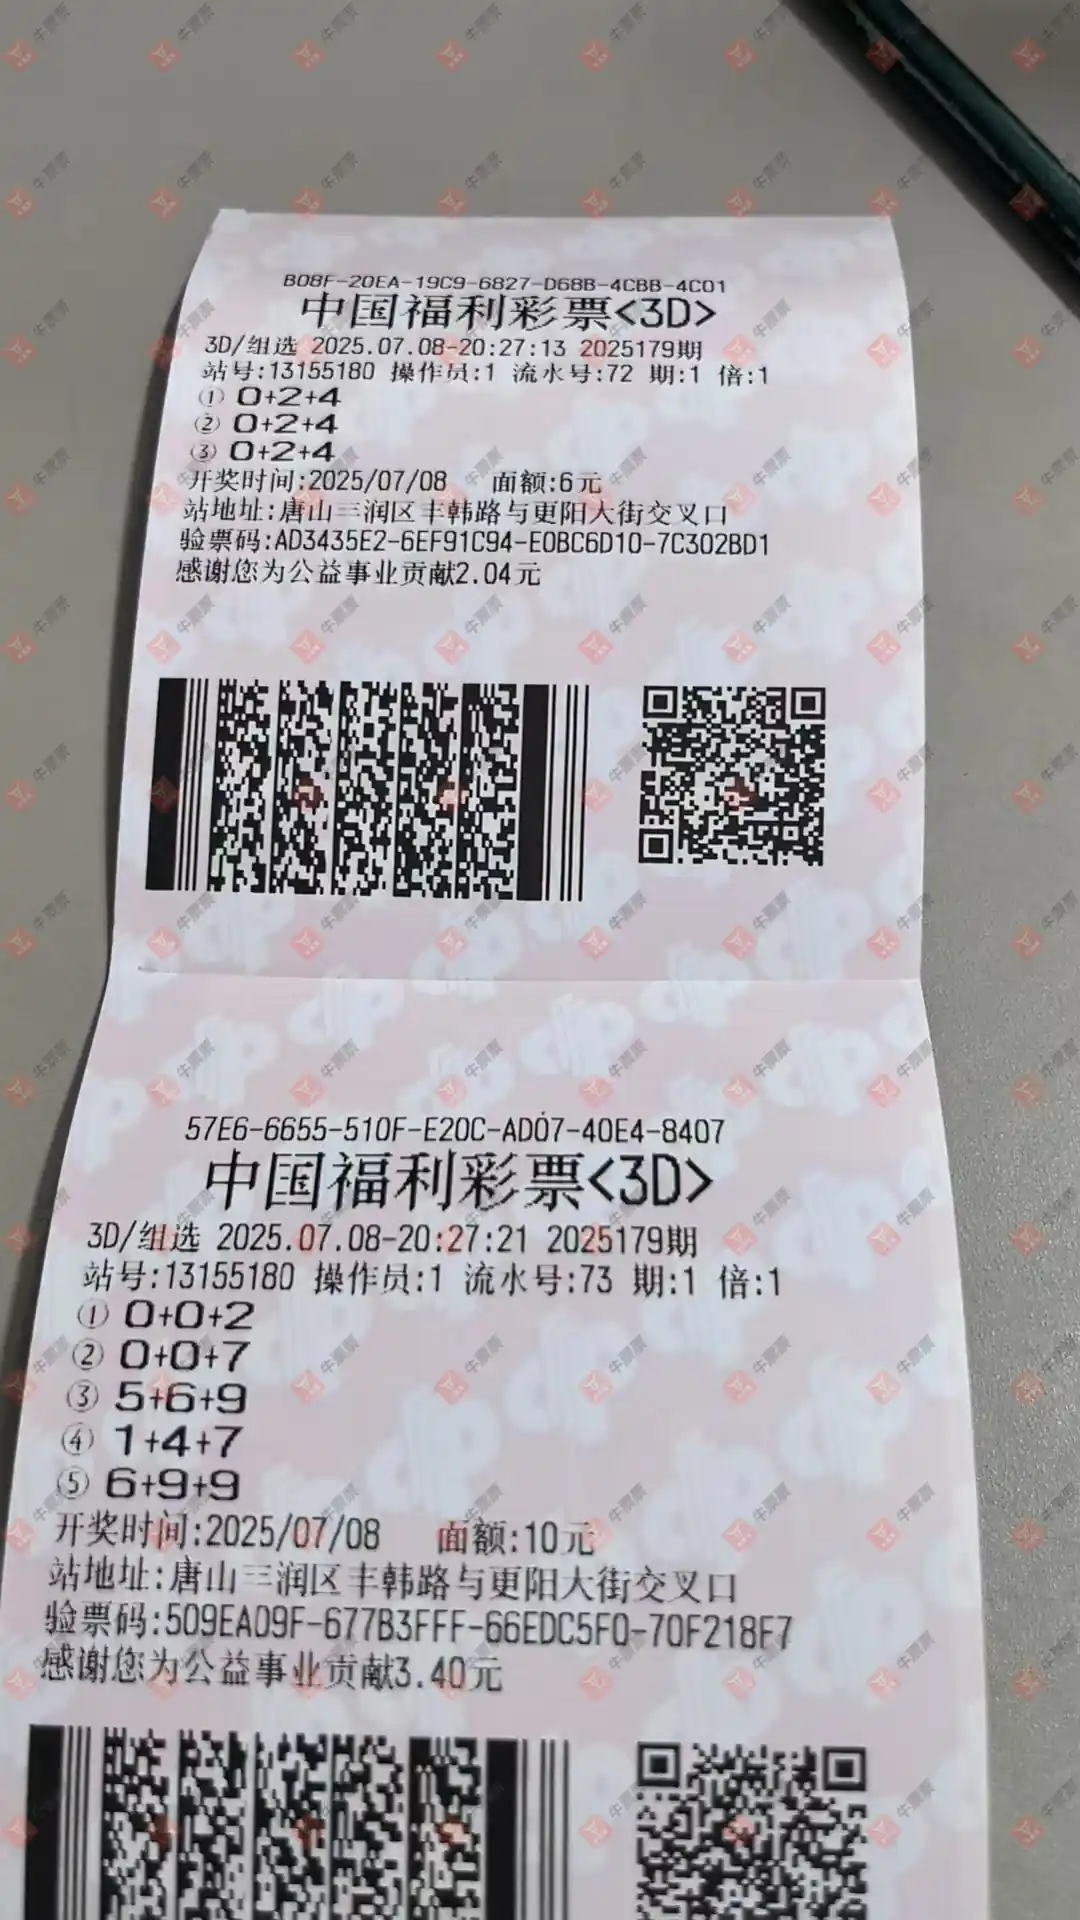 B08F-20EA-19C9-6827-D68B-4CBB-4C01
中国福利彩票<3D>
3D/组选 2025.07.08-20:27:13 2025179期
站号:13155180 操作员:1 流水号:72 期:1 倍:1
① 0+2+4
② 0+2+4
③ 0+2+4
开奖时间:2025/07/08 面额:6元
站地址:唐山三润区丰韩路与更阳大街交叉口
验票码:AD3435E2-6EF91C94-E0BC6D10-7C302BD1
感谢您为公益事业贡献2.04元
57E6-6655-510F-E20C-AD07-40E4-8407
中国福利彩票<3D>
3D/组选 2025.07.08-20:27:21 2025179期
站号:13155180 操作员:1 流水号:73 期:1 倍:1
① 0+0+2
② 0+0+7
③ 5+6+9
④ 1+4+7
⑤ 6+9+9
开奖时间:2025/07/08 面额:10元
站地址:唐山三润区丰韩路与更阳大街交叉口
验票码:509EA09F-677B3FFF-66EDC5F0-70F218F7
感谢您为公益事业贡献3.40元
牛票票